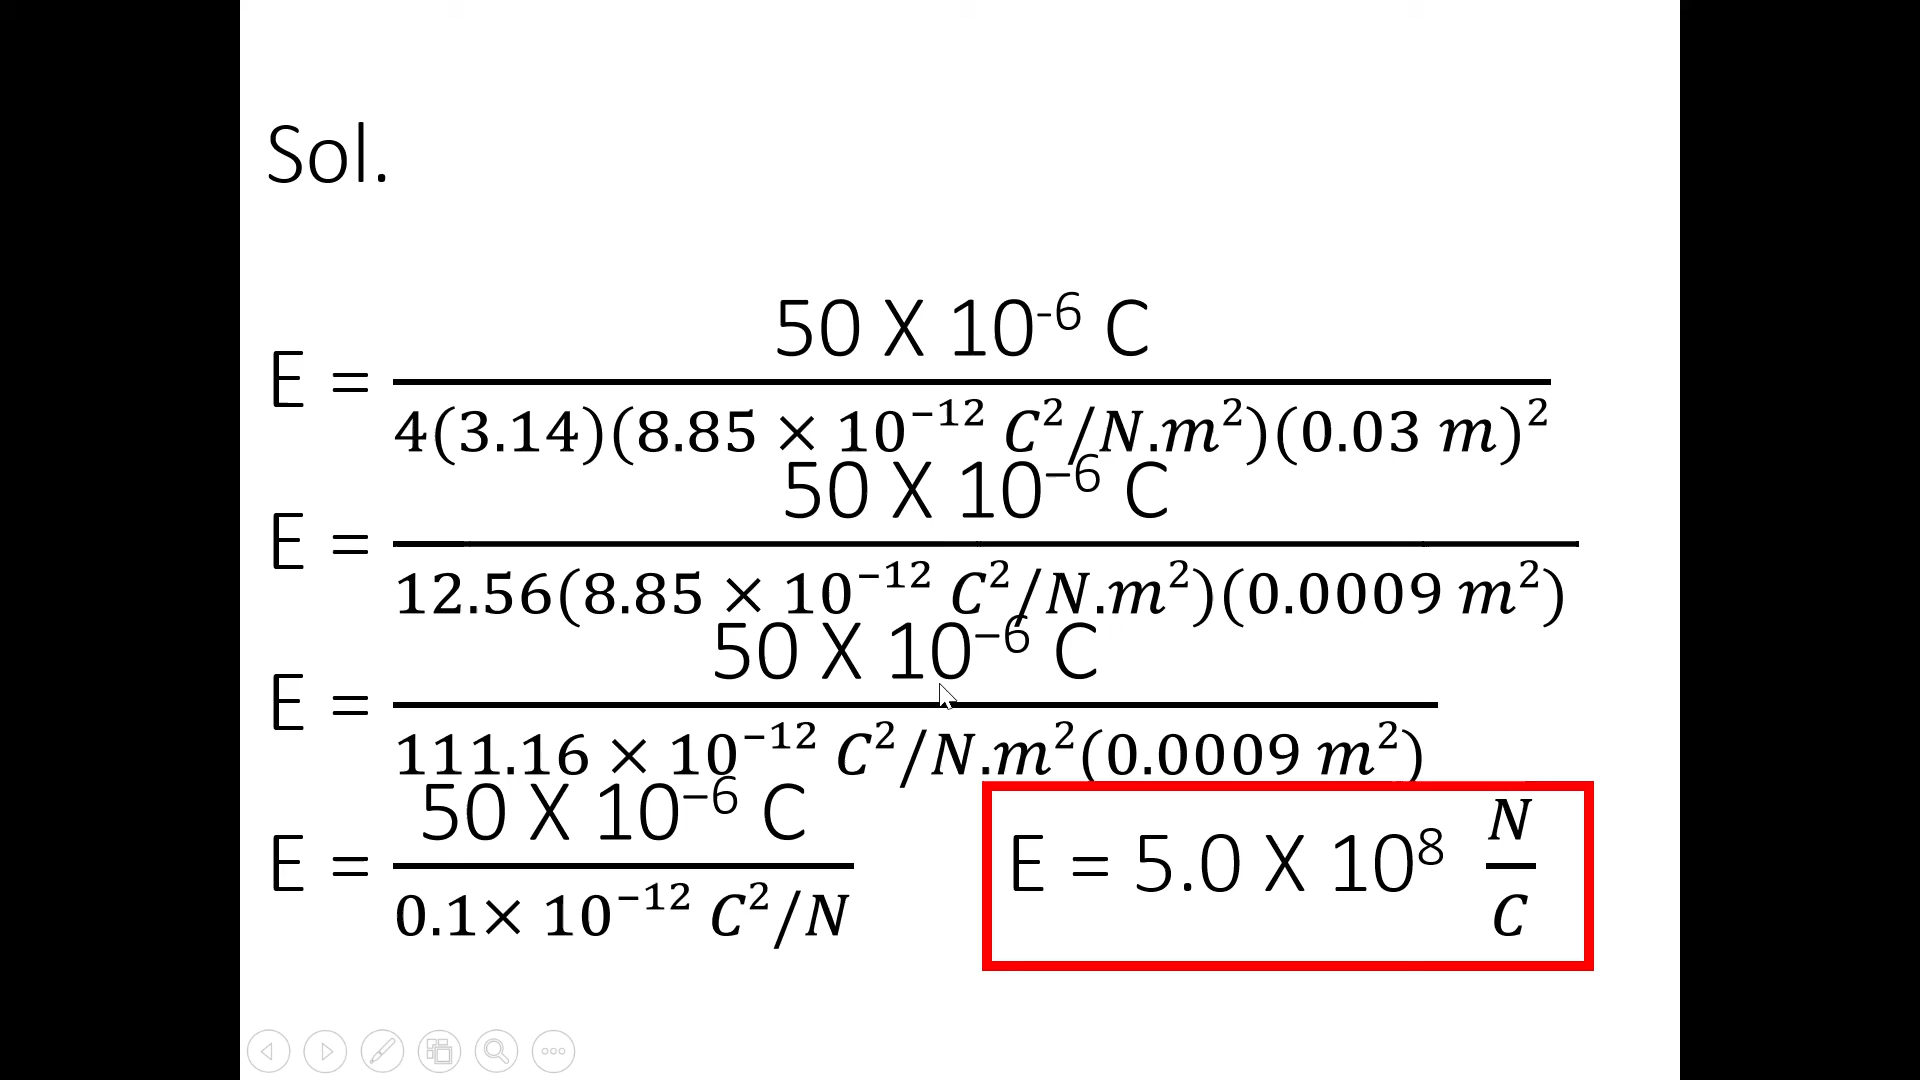 Sol.
50 X 10⁻⁶ C
E =
4(3.14)(8.85 × 10⁻¹² C²/N.m²)(0.03 m)²
50 X 10⁻⁶ C
E =
12.56(8.85 × 10⁻¹² C²/N.m²)(0.0009 m²)
50 X 10⁻⁶ C
E =
111.16 × 10⁻¹² C²/N.m²(0.0009 m²)
50 X 10⁻⁶ C
E =
0.1× 10⁻¹² C²/N
E = 5.0 X 10⁸ N/C